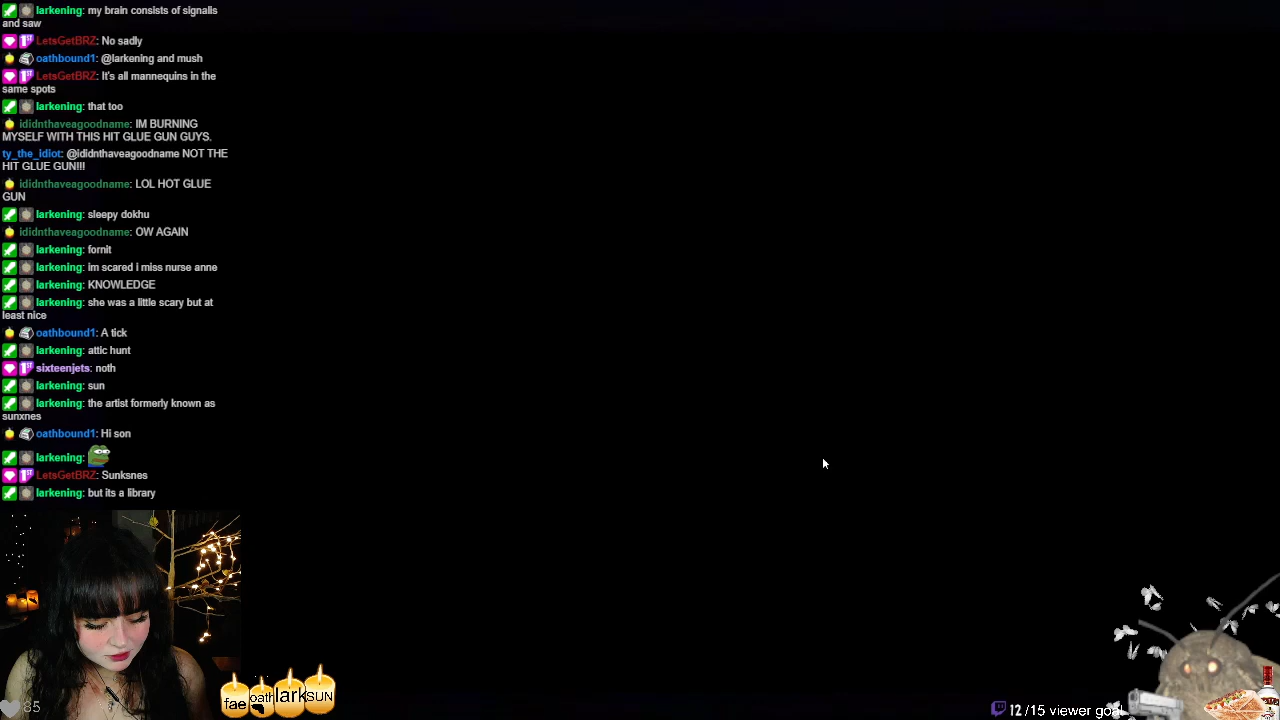 larkening: my brain consists of signalis
and saw
LetsGetBRZ: No sadly
oathbound1: @larkening and mush
LetsGetBRZ: It's all mannequins in the
same spots
larkening: that too
ididnthaveagoodname: IM BURNING
MYSELF WITH THIS HIT GLUE GUN GUYS.
ty_the_idiot: @ididnthaveagoodname NOT THE
HIT GLUE GUN!!!
ididnthaveagoodname: LOL HOT GLUE
GUN
larkening: sleepy dokhu
ididnthaveagoodname: OW AGAIN
larkening: fornit
larkening: im scared i miss nurse anne
larkening: KNOWLEDGE
larkening: she was a little scary but at
least nice
oathbound1: A tick
larkening: attic hunt
sixteenjets: noth
larkening: sun
larkening: the artist formerly known as
sunxnes
oathbound1: Hi son
larkening:
LetsGetBRZ: Sunksnes
larkening: but its a library
fae oath lark SUN
85
12 /15 viewer goal